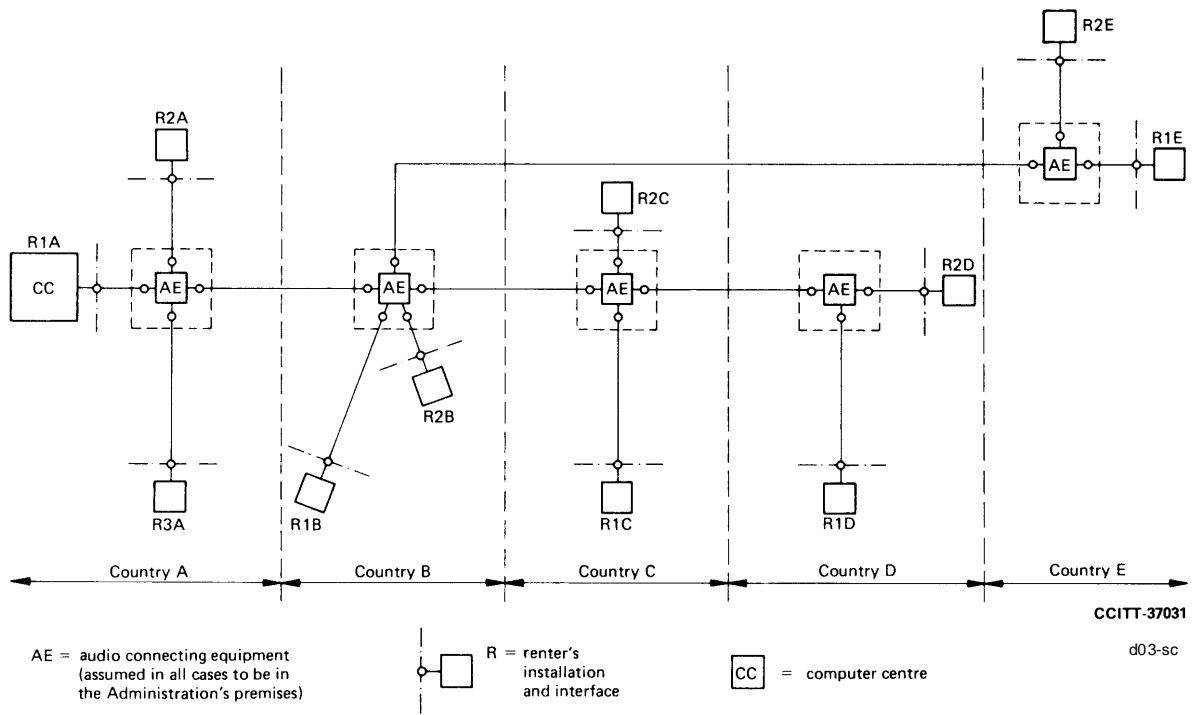 R2E
R2A
R1E
R2C
R1A
AE
CC
AE
AE
AE
AE
R2D
R2B
R3A
R1B
R1C
R1D
Country A
Country B
Country C
Country D
Country E
CCITT-37031
d03-sc
AE = audio connecting equipment
(assumed in all cases to be in
the Administration's premises)
R = renter's
installation
and interface
CC = computer centre